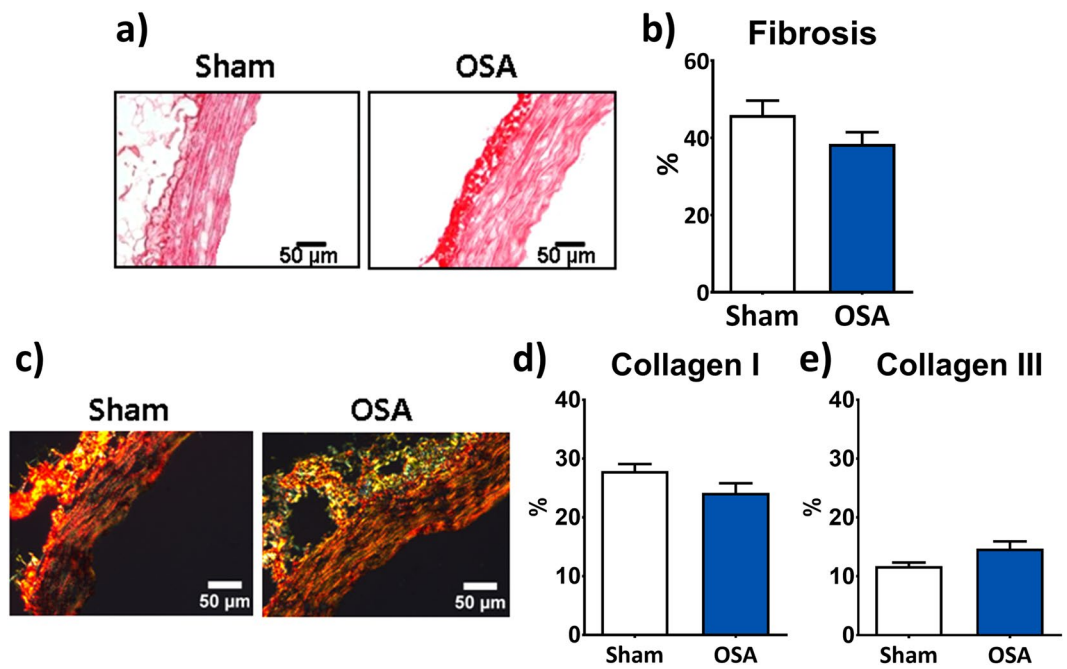 a)
Sham
OSA
50 µm
50 µm
b)
Fibrosis
60
40
20
0
%
Sham
OSA
c)
Sham
OSA
50 µm
50 µm
d)
Collagen I
40
30
20
10
0
%
Sham
OSA
e)
Collagen III
40
30
20
10
0
%
Sham
OSA